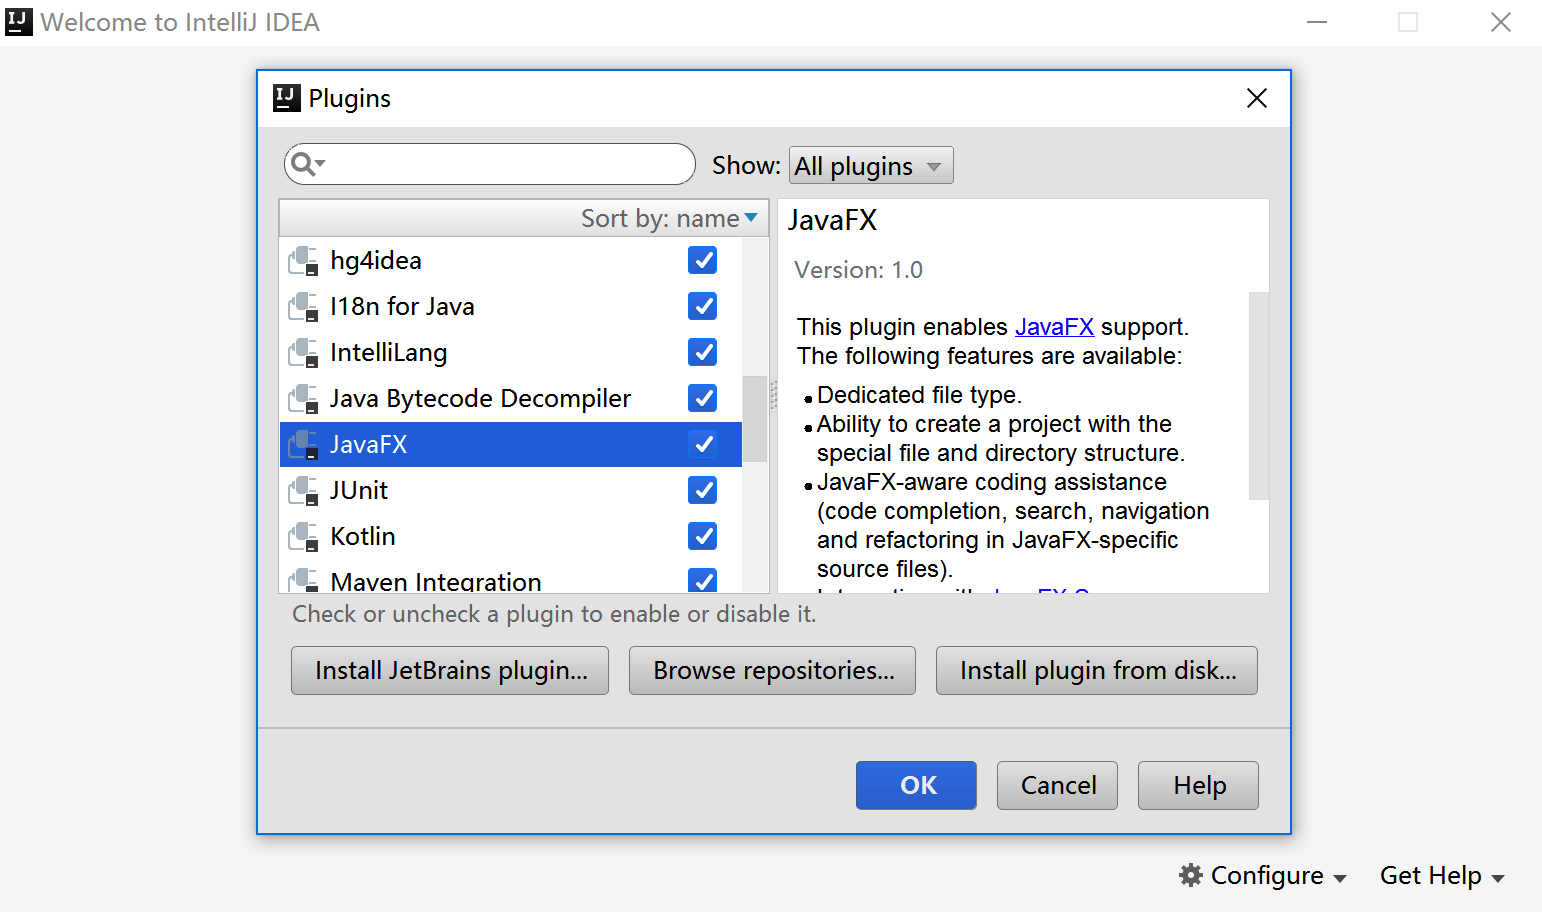 Welcome to IntelliJ IDEA
Plugins
Show: All plugins
Sort by: name
hg4idea
I18n for Java
IntelliLang
Java Bytecode Decompiler
JavaFX
JUnit
Kotlin
Maven Integration
JavaFX
Version: 1.0
This plugin enables JavaFX support.
The following features are available:
Dedicated file type.
Ability to create a project with the
special file and directory structure.
JavaFX-aware coding assistance
(code completion, search, navigation
and refactoring in JavaFX-specific
source files).
Check or uncheck a plugin to enable or disable it.
Install JetBrains plugin...
Browse repositories...
Install plugin from disk...
OK
Cancel
Help
Configure
Get Help